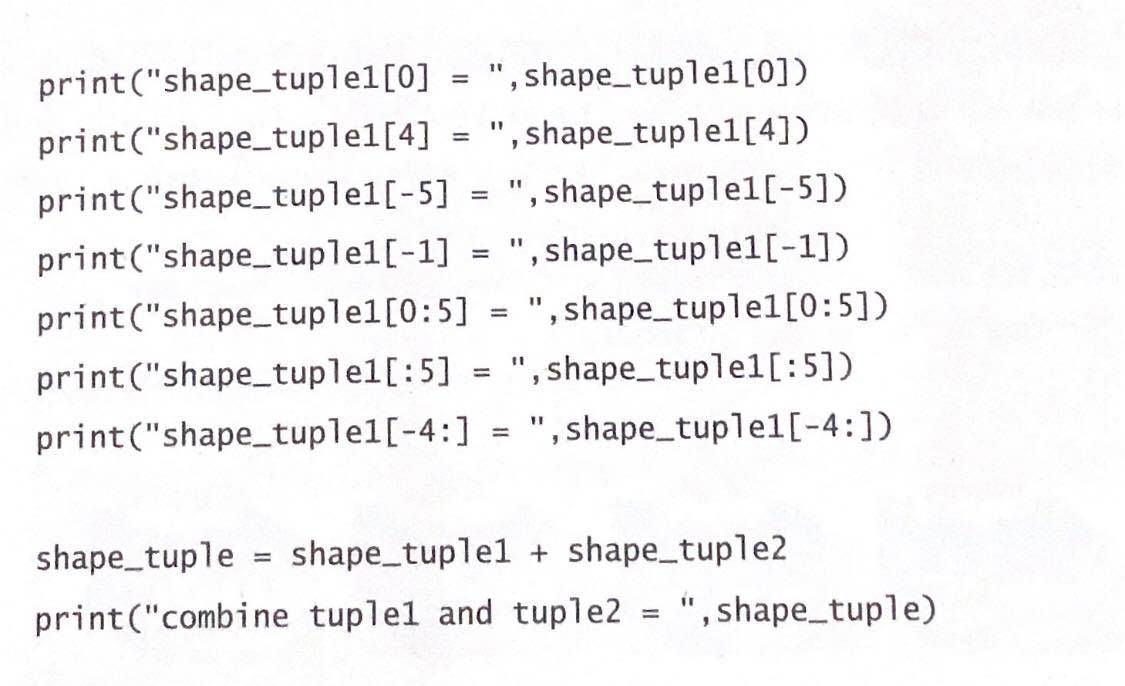 print("shape_tuple1[0] = ",shape_tuple1[0])
print("shape_tuple1[4] = ",shape_tuple1[4])
print("shape_tuple1[-5] = ",shape_tuple1[-5])
print("shape_tuple1[-1] = ",shape_tuple1[-1])
print("shape_tuple1[0:5] = ",shape_tuple1[0:5])
print("shape_tuple1[:5] = ",shape_tuple1[:5])
print("shape_tuple1[-4:] = ",shape_tuple1[-4:])
shape_tuple = shape_tuple1 + shape_tuple2
print("combine tuple1 and tuple2 = ",shape_tuple)